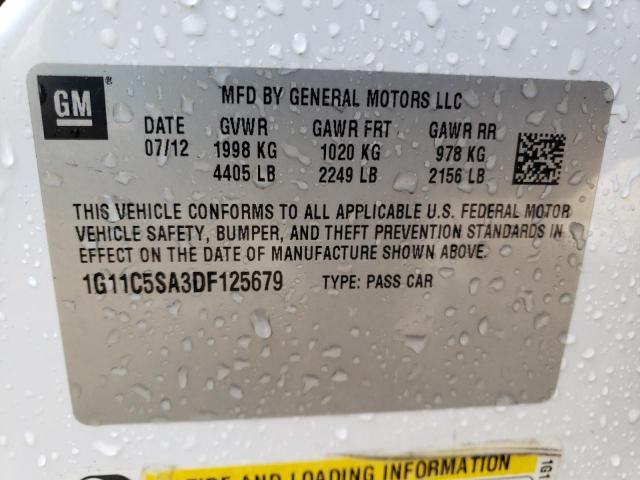 GM ®
MFD BY GENERAL MOTORS LLC
DATE GVWR GAWR FRT GAWR RR
07/12 1998 KG 1020 KG 978 KG
4405 LB 2249 LB 2156 LB
THIS VEHICLE CONFORMS TO ALL APPLICABLE U.S. FEDERAL MOTOR
VEHICLE SAFETY, BUMPER, AND THEFT PREVENTION STANDARDS IN
EFFECT ON THE DATE OF MANUFACTURE SHOWN ABOVE.
1G11C5SA3DF125679 TYPE: PASS CAR
TIRE AND LOADING INFORMATION
1G1